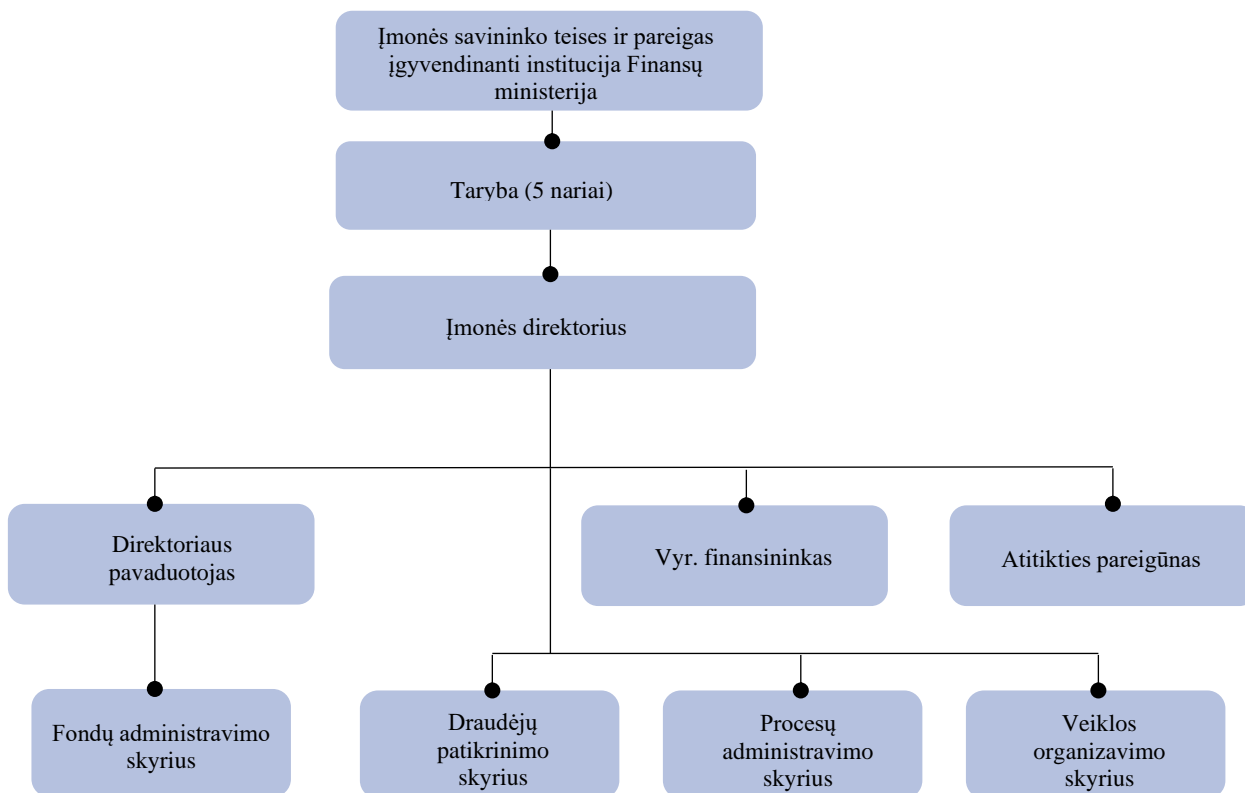 Įmonės savininko teises ir pareigas
įgyvendinanti institucija Finansų
ministerija
Taryba (5 nariai)
Įmonės direktorius
Direktoriaus
pavaduotojas
Vyr. finansininkas
Atitikties pareigūnas
Fondų administravimo
skyrius
Draudėjų
patikrinimo
skyrius
Procesų
administravimo
skyrius
Veiklos
organizavimo
skyrius